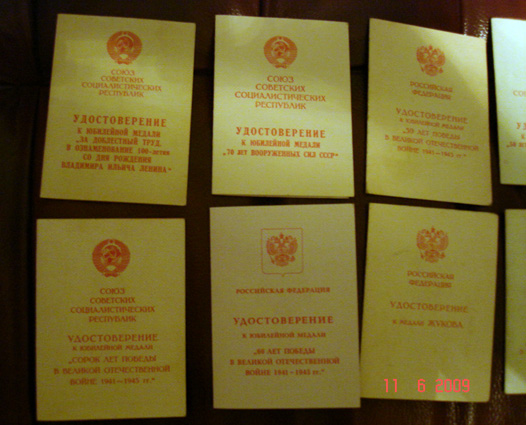 СОЮЗ
СОВЕТСКИХ
СОЦИАЛИСТИЧЕСКИХ
РЕСПУБЛИК
УДОСТОВЕРЕНИЕ
К ЮБИЛЕЙНОЙ МЕДАЛИ
„ЗА ДОБЛЕСТНЫЙ ТРУД.
В ОЗНАМЕНОВАНИЕ 100-летия
СО ДНЯ РОЖДЕНИЯ
ВЛАДИМИРА ИЛЬИЧА ЛЕНИНА“
СОЮЗ
СОВЕТСКИХ
СОЦИАЛИСТИЧЕСКИХ
РЕСПУБЛИК
УДОСТОВЕРЕНИЕ
К ЮБИЛЕЙНОЙ МЕДАЛИ
„70 ЛЕТ ВООРУЖЕННЫХ СИЛ СССР“
РОССИЙСКАЯ
ФЕДЕРАЦИЯ
УДОСТОВЕРЕНИЕ
К ЮБИЛЕЙНОЙ МЕДАЛИ
„50 ЛЕТ ПОБЕДЫ
В ВЕЛИКОЙ ОТЕЧЕСТВЕННОЙ
ВОЙНЕ 1941–1945 гг.“
СОЮЗ
СОВЕТСКИХ
СОЦИАЛИСТИЧЕСКИХ
РЕСПУБЛИК
УДОСТОВЕРЕНИЕ
К ЮБИЛЕЙНОЙ МЕДАЛИ
„СОРОК ЛЕТ ПОБЕДЫ
В ВЕЛИКОЙ ОТЕЧЕСТВЕННОЙ
ВОЙНЕ 1941–1945 гг.“
РОССИЙСКАЯ ФЕДЕРАЦИЯ
УДОСТОВЕРЕНИЕ
К ЮБИЛЕЙНОЙ МЕДАЛИ
"60 ЛЕТ ПОБЕДЫ
В ВЕЛИКОЙ ОТЕЧЕСТВЕННОЙ
ВОЙНЕ 1941–1945 гг."
РОССИЙСКАЯ
ФЕДЕРАЦИЯ
УДОСТОВЕРЕНИЕ
К МЕДАЛИ ЖУКОВА
11 6 2009